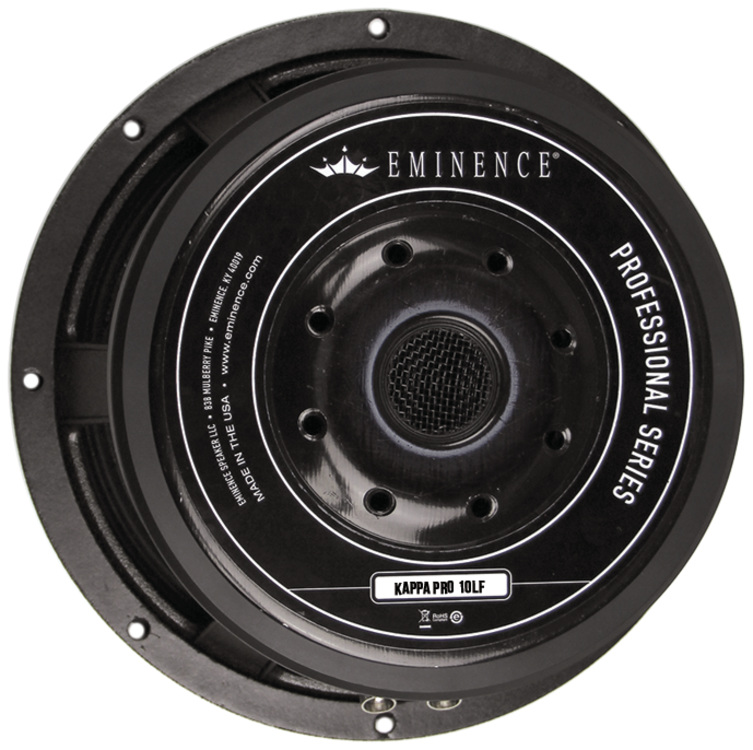 EMINENCE®
PROFESSIONAL SERIES
EMINENCE SPEAKER LLC • 838 MULBERRY PIKE • EMINENCE, KY 40019
MADE IN THE USA • www.eminence.com
KAPPA PRO 10LF
RoHS